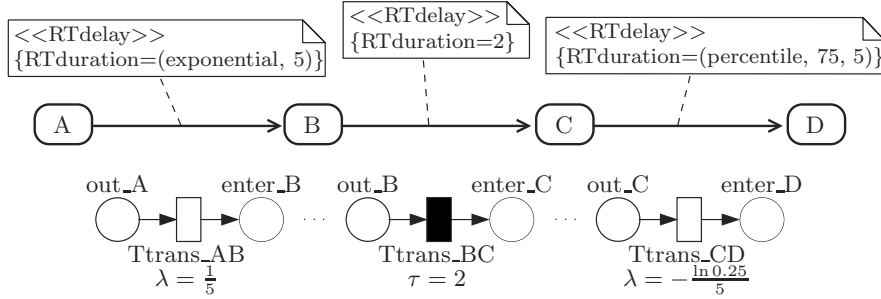 <<RTdelay>>
{RTduration=(exponential, 5)}
<<RTdelay>>
{RTduration=2}
<<RTdelay>>
{RTduration=(percentile, 75, 5)}
A B C D
out_A enter_B out_B enter_C out_C enter_D
... ...
Ttrans_AB Ttrans_BC Ttrans_CD
λ = 1/5 τ = 2 λ = −ln 0.25/5